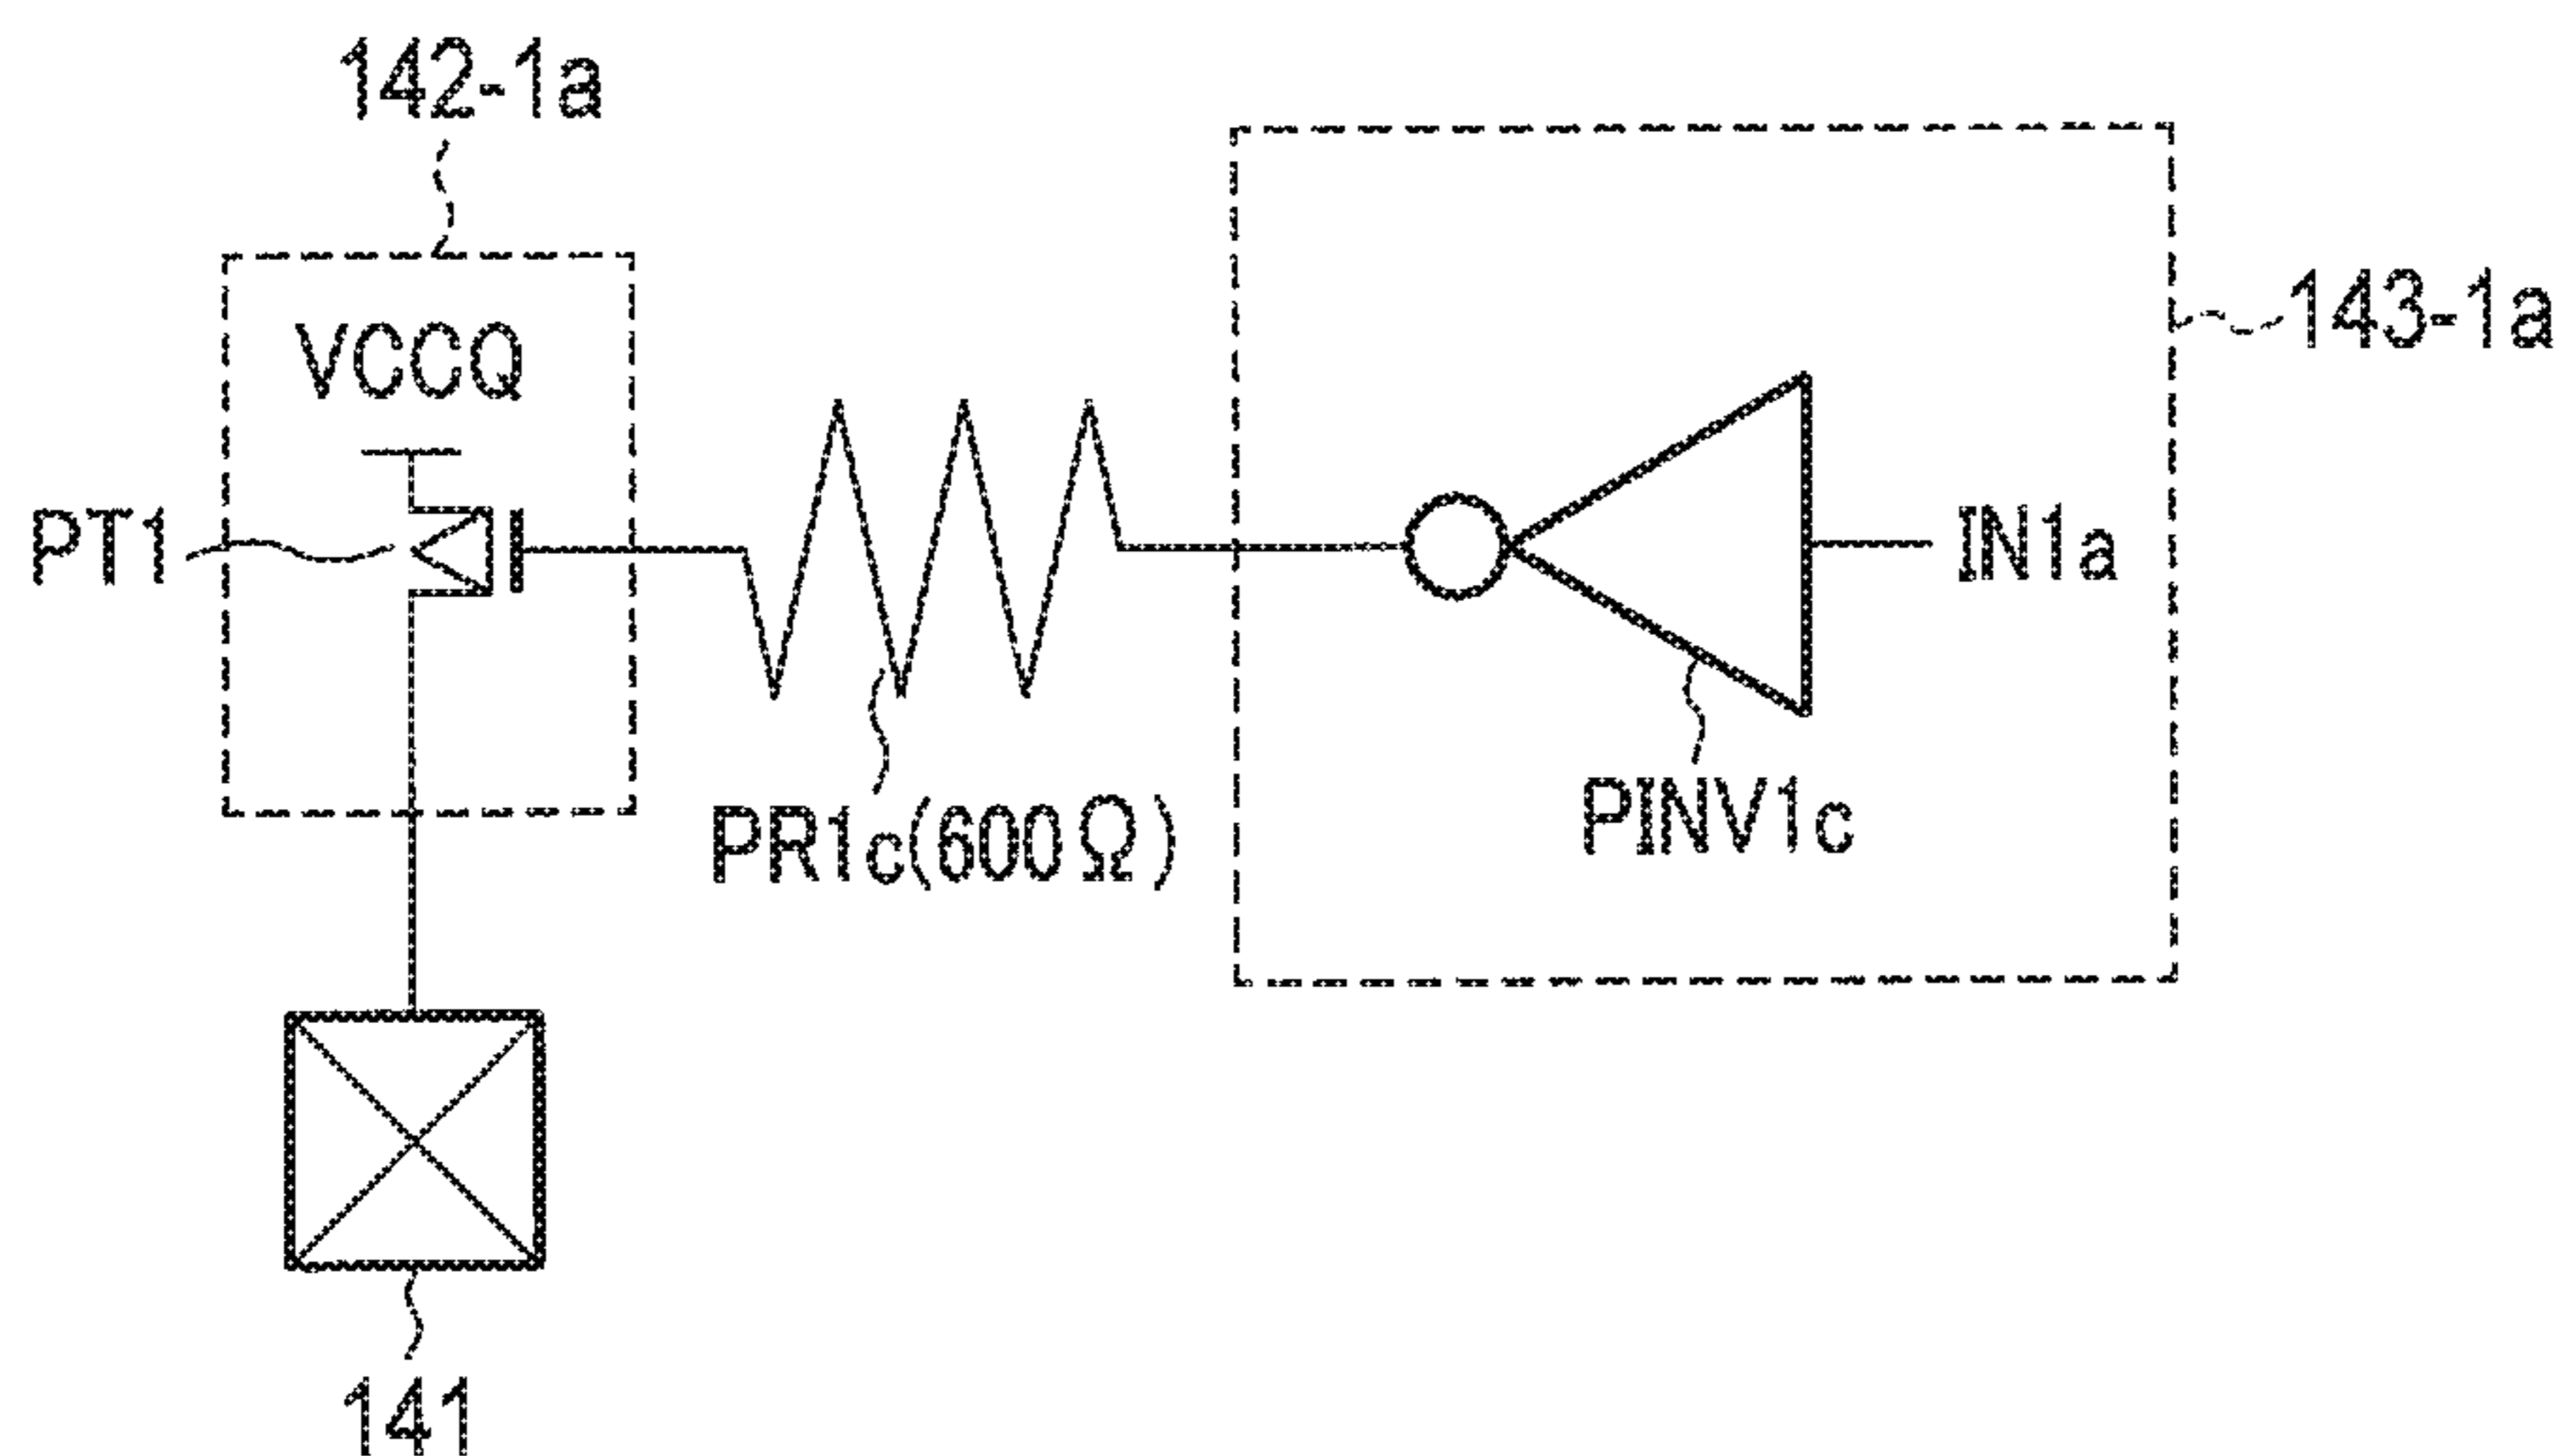 142-1a
143-1a
VCCQ
PT1
IN1a
PR1c(600Ω)
PINV1c
141